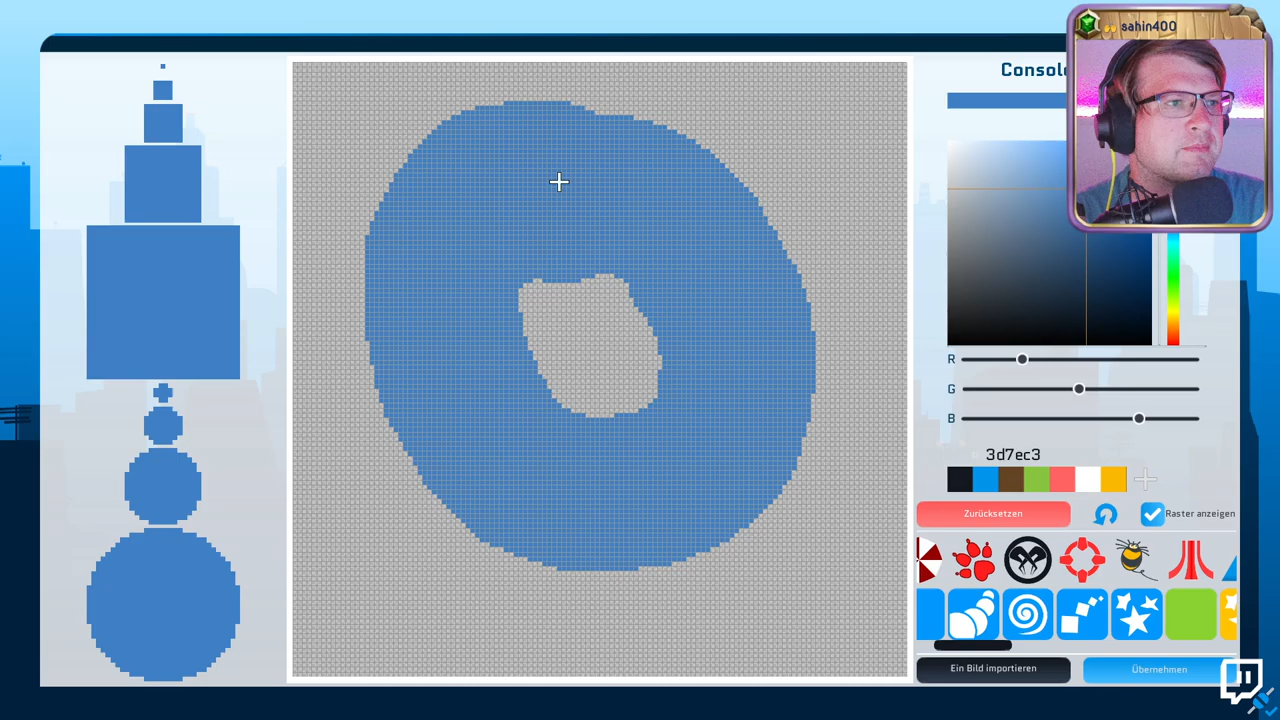 sahin400
Consol
R
G
B
3d7ec3
Zurücksetzen
Raster anzeigen
Ein Bild importieren
Übernehmen